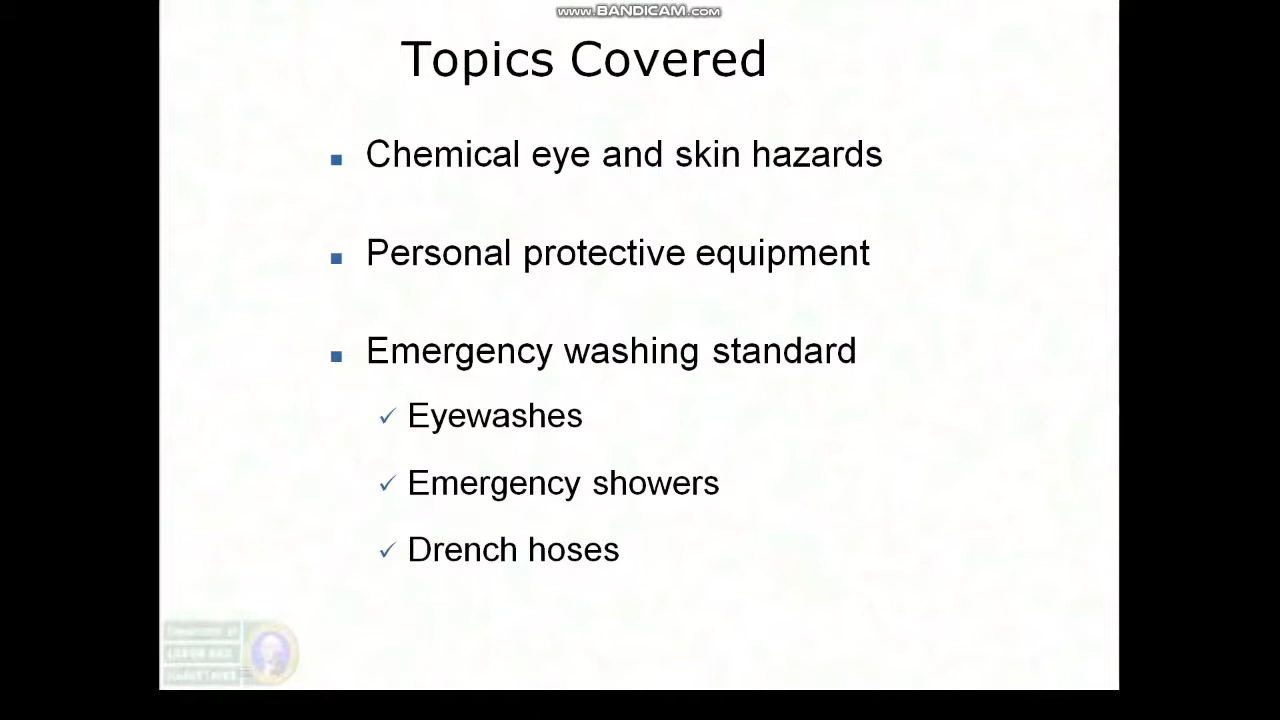 www.BANDICAM.com
Topics Covered
Chemical eye and skin hazards
Personal protective equipment
Emergency washing standard
Eyewashes
Emergency showers
Drench hoses